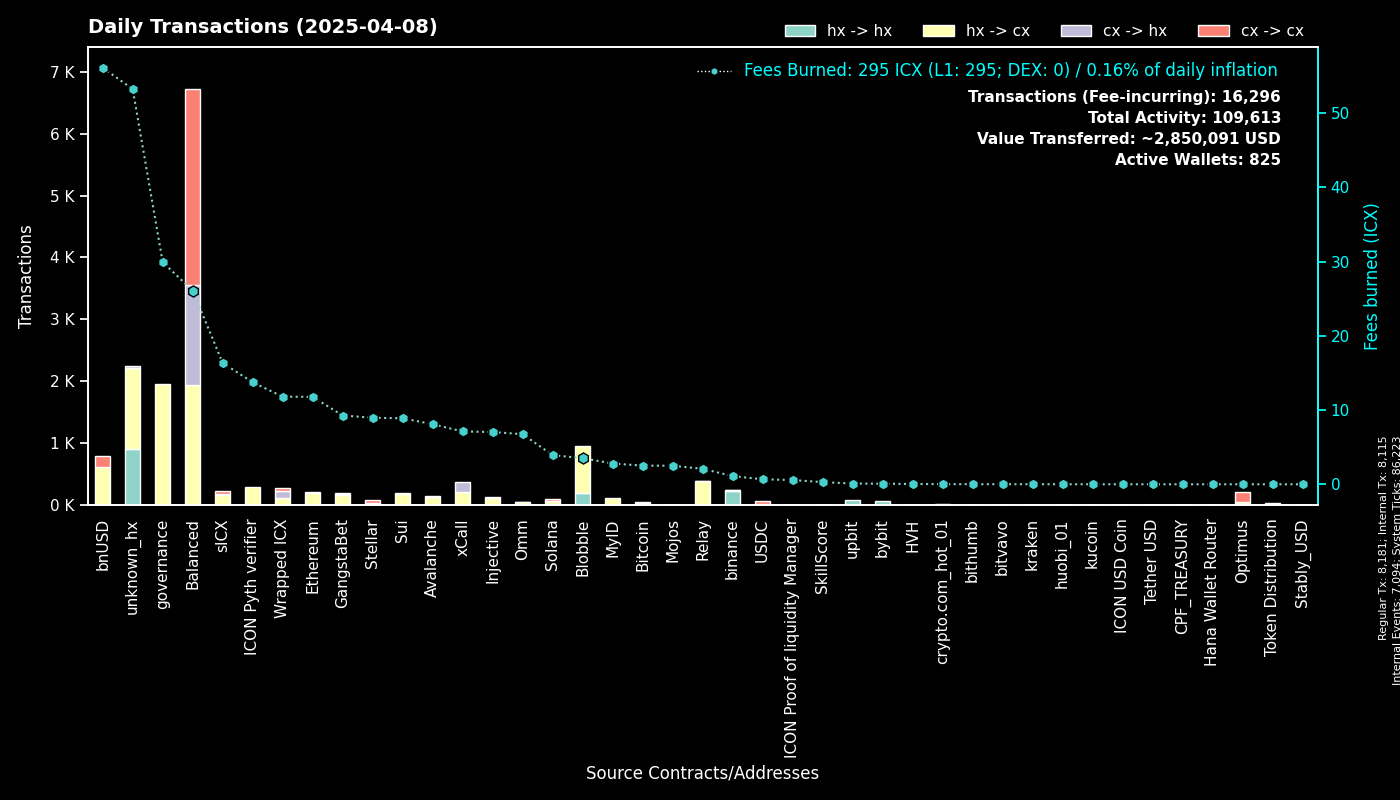 Daily Transactions (2025-04-08)
hx -> hx
hx -> cx
cx -> hx
cx -> cx
Fees Burned: 295 ICX (L1: 295; DEX: 0) / 0.16% of daily inflation
Transactions (Fee-incurring): 16,296
Total Activity: 109,613
Value Transferred: ~2,850,091 USD
Active Wallets: 825
Transactions
7 K
6 K
5 K
4 K
3 K
2 K
1 K
0 K
50
40
30
20
10
0
Fees burned (ICX)
bnUSD
unknown_hx
governance
Balanced
sICX
ICON Pyth verifier
Wrapped ICX
Ethereum
GangstaBet
Stellar
Sui
Avalanche
xCall
Injective
Omm
Solana
Blobble
MyID
Bitcoin
Mojos
Relay
binance
USDC
ICON Proof of liquidity Manager
SkillScore
upbit
bybit
HVH
crypto.com_hot_01
bithumb
bitvavo
kraken
huobi_01
kucoin
ICON USD Coin
Tether USD
CPF_TREASURY
Hana Wallet Router
Optimus
Token Distribution
Stably_USD
Source Contracts/Addresses
Regular Tx: 8,181; Internal Tx: 8,115
Internal Events: 7,094; System Ticks: 86,223